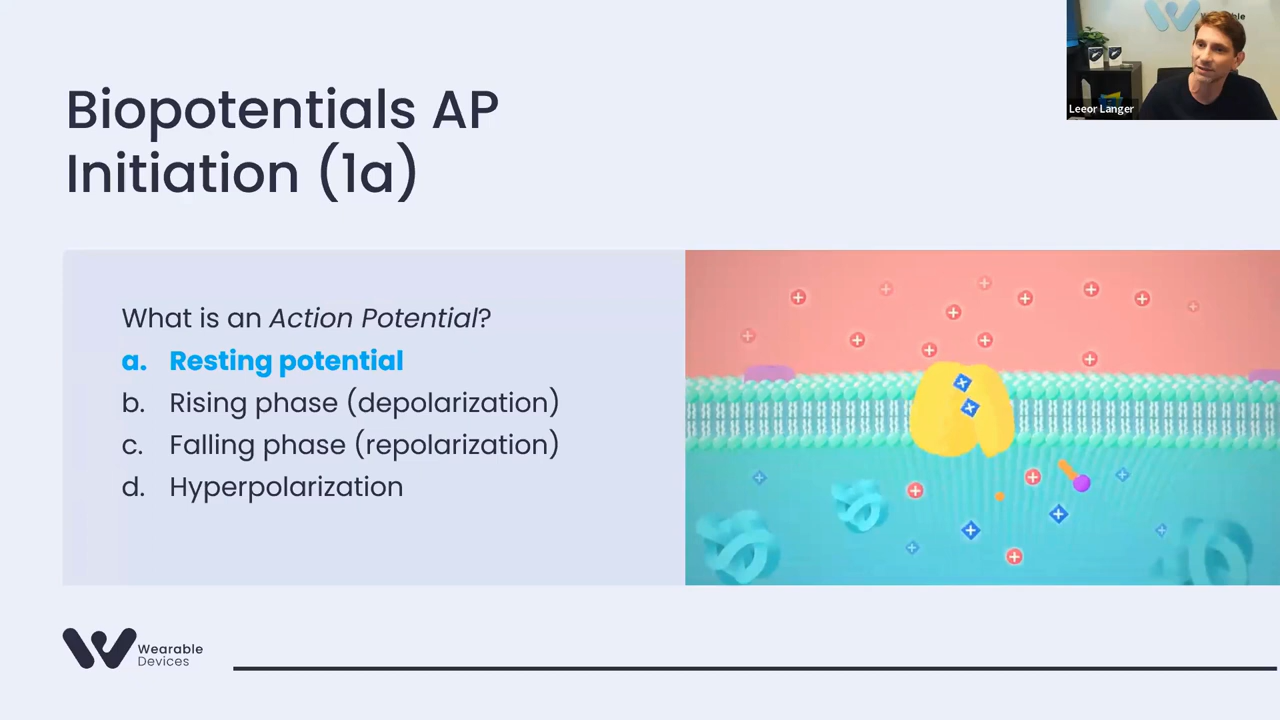 Biopotentials AP
Initiation (1a)
Leeor Langer
What is an Action Potential?
a. Resting potential
b. Rising phase (depolarization)
c. Falling phase (repolarization)
d. Hyperpolarization
Wearable
Devices